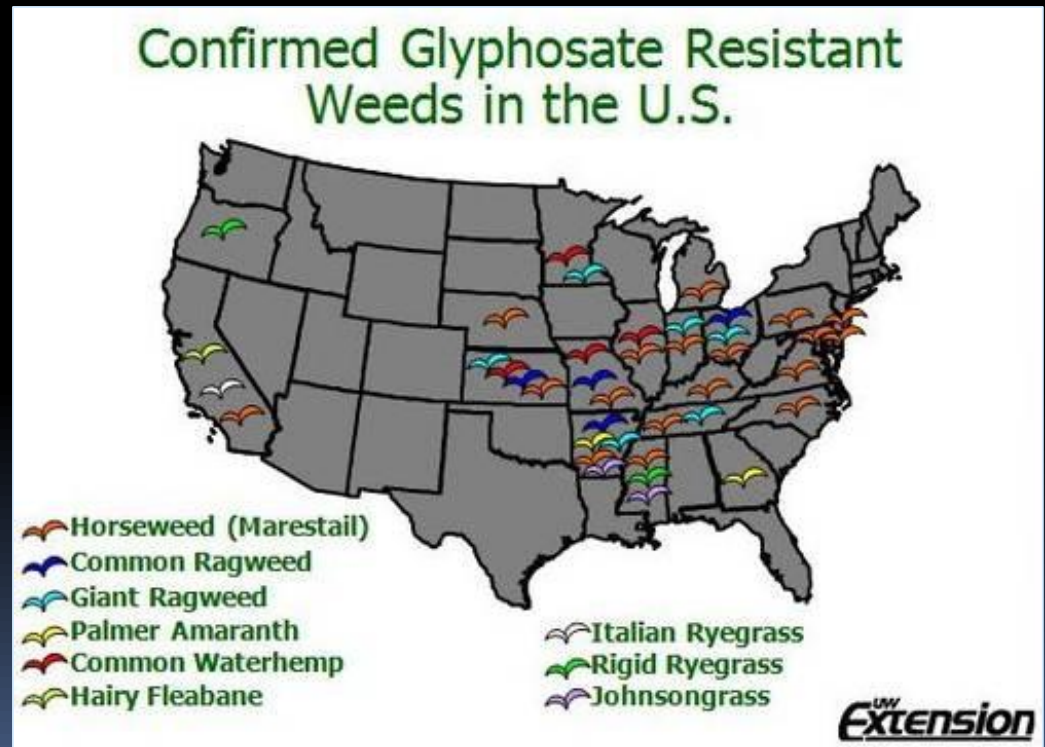 Confirmed Glyphosate Resistant
Weeds in the U.S.
Horseweed (Marestail)
Common Ragweed
Giant Ragweed
Palmer Amaranth
Common Waterhemp
Hairy Fleabane
Italian Ryegrass
Rigid Ryegrass
Johnsongrass
UW
Extension